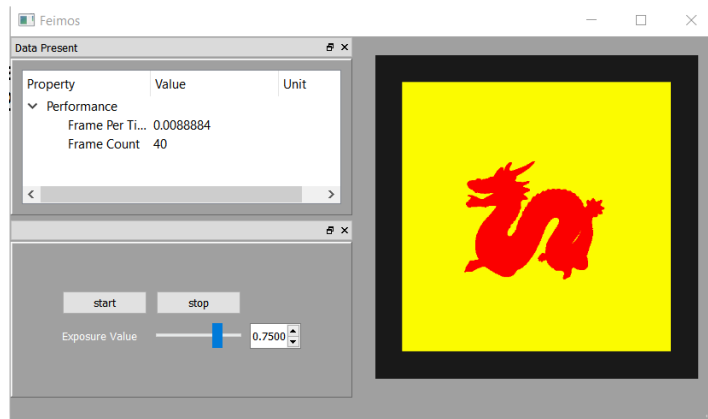 Feimos
Data Present
Property Value Unit
Performance
Frame Per Ti... 0.0088884
Frame Count 40
start stop
Exposure Value 0.7500